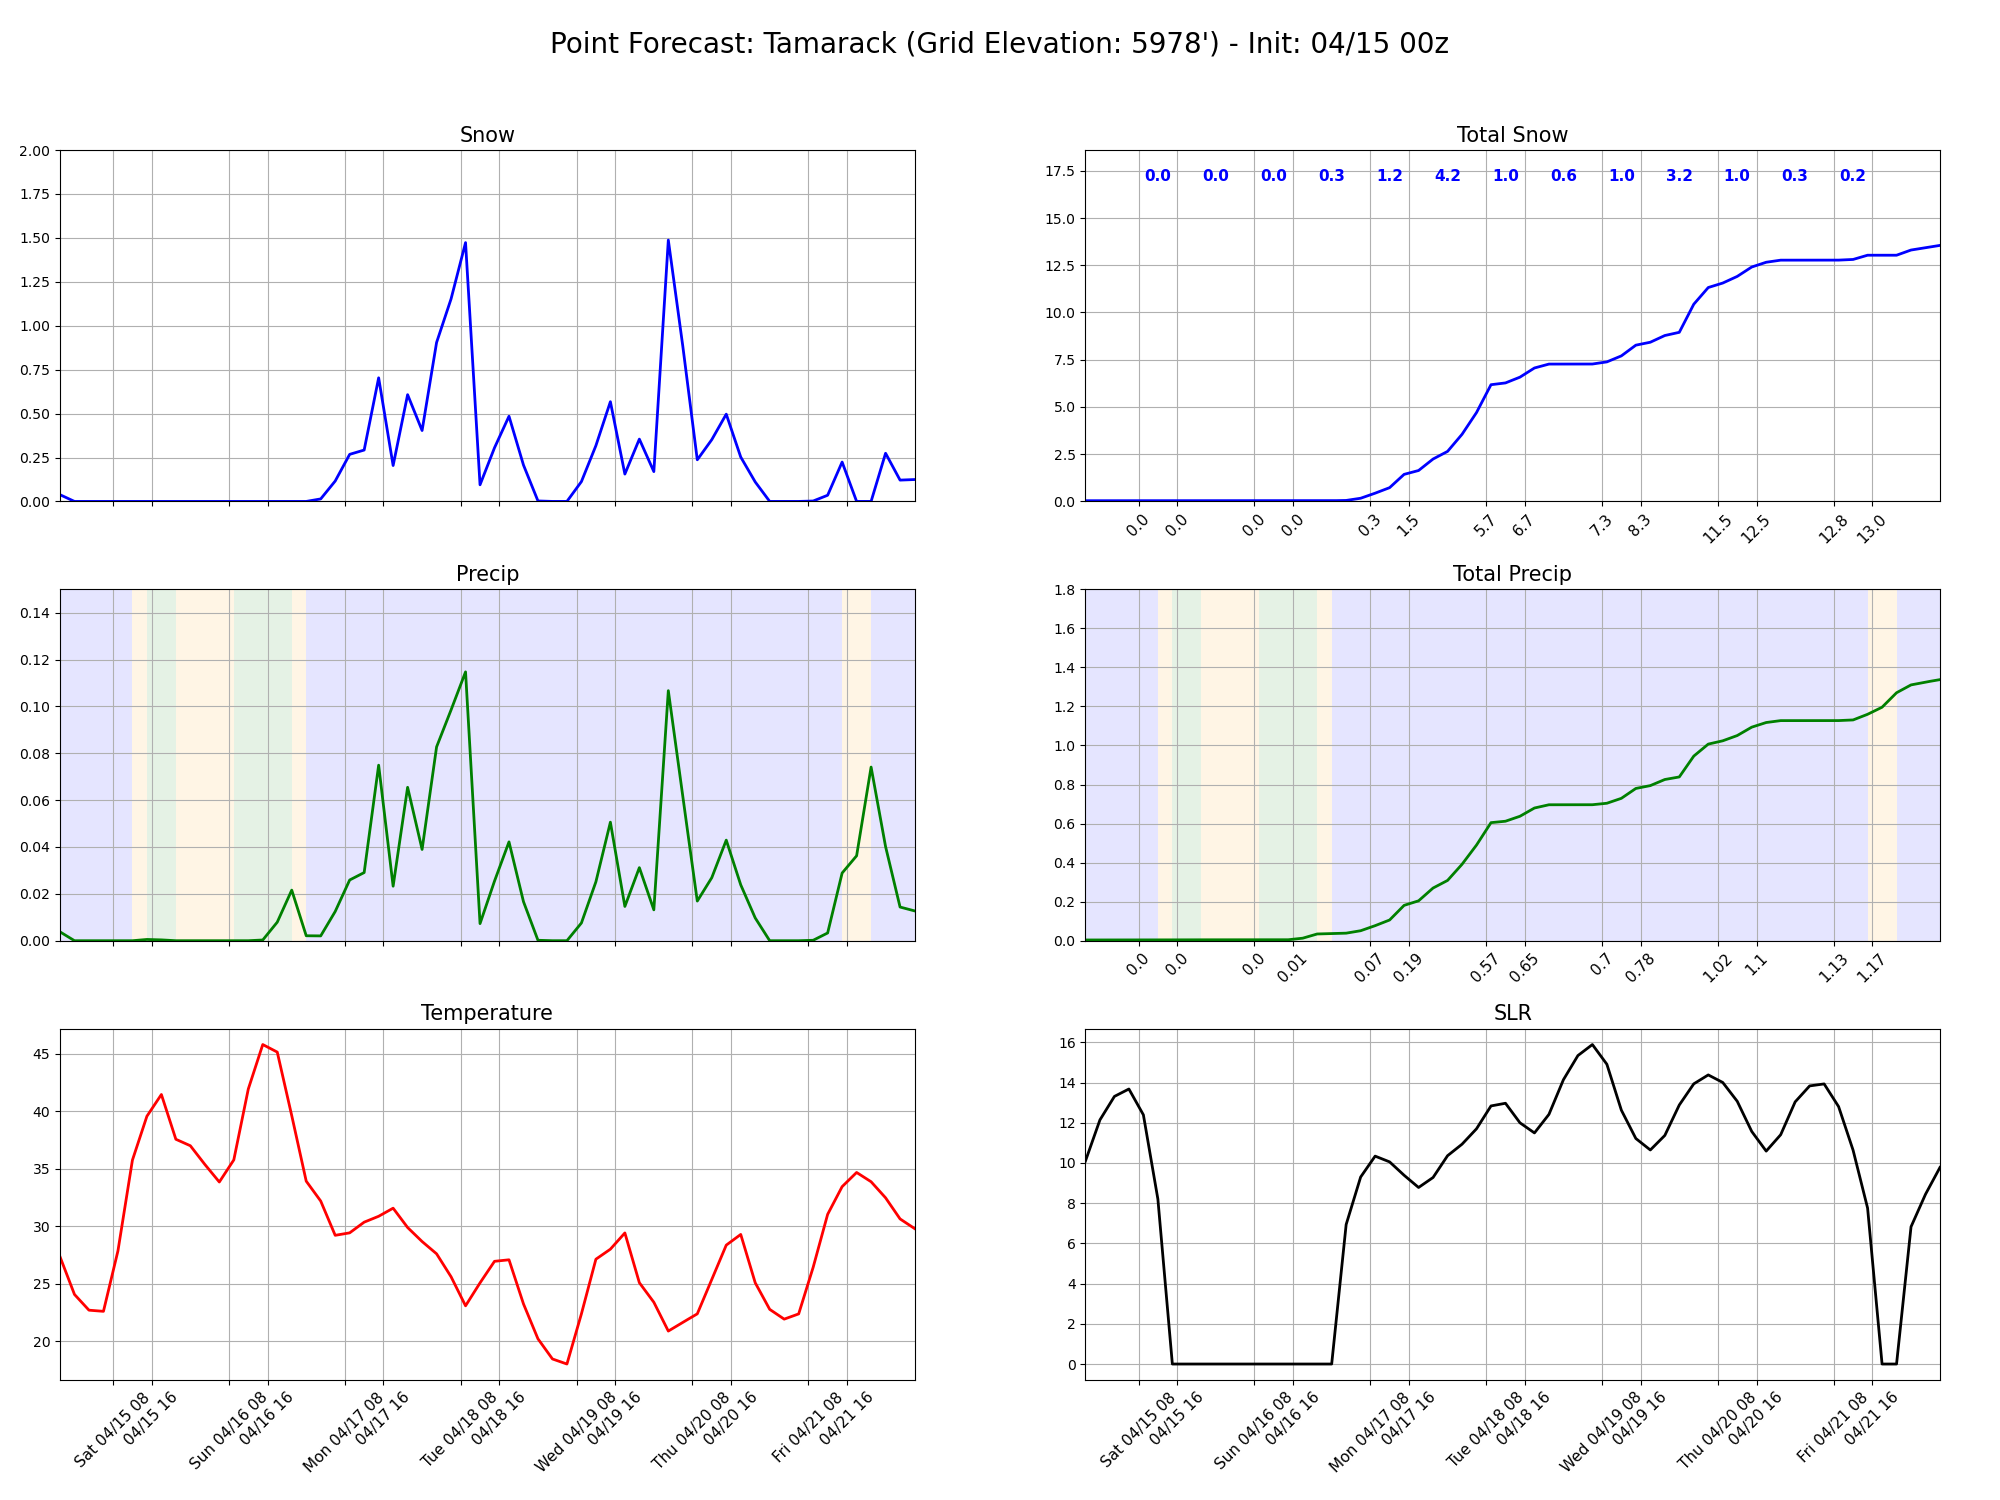 Point Forecast: Tamarack (Grid Elevation: 5978') - Init: 04/15 00z
Snow
2.00
1.75
1.50
1.25
1.00
0.75
0.50
0.25
0.00
Total Snow
17.5
15.0
12.5
10.0
7.5
5.0
2.5
0.0
0.0 0.0 0.0 0.3 1.2 4.2 1.0 0.6 1.0 3.2 1.0 0.3 0.2
0.0 0.0 0.0 0.0 0.3 1.5 5.7 6.7 7.3 8.3 11.5 12.5 12.8 13.0
Precip
0.14
0.12
0.10
0.08
0.06
0.04
0.02
0.00
Total Precip
1.8
1.6
1.4
1.2
1.0
0.8
0.6
0.4
0.2
0.0
0.0 0.0 0.0 0.01 0.07 0.19 0.57 0.65 0.7 0.78 1.02 1.1 1.13 1.17
Temperature
45
40
35
30
25
20
Sat 04/15 08
04/15 16
Sun 04/16 08
04/16 16
Mon 04/17 08
04/17 16
Tue 04/18 08
04/18 16
Wed 04/19 08
04/19 16
Thu 04/20 08
04/20 16
Fri 04/21 08
04/21 16
SLR
16
14
12
10
8
6
4
2
0
Sat 04/15 08
04/15 16
Sun 04/16 08
04/16 16
Mon 04/17 08
04/17 16
Tue 04/18 08
04/18 16
Wed 04/19 08
04/19 16
Thu 04/20 08
04/20 16
Fri 04/21 08
04/21 16